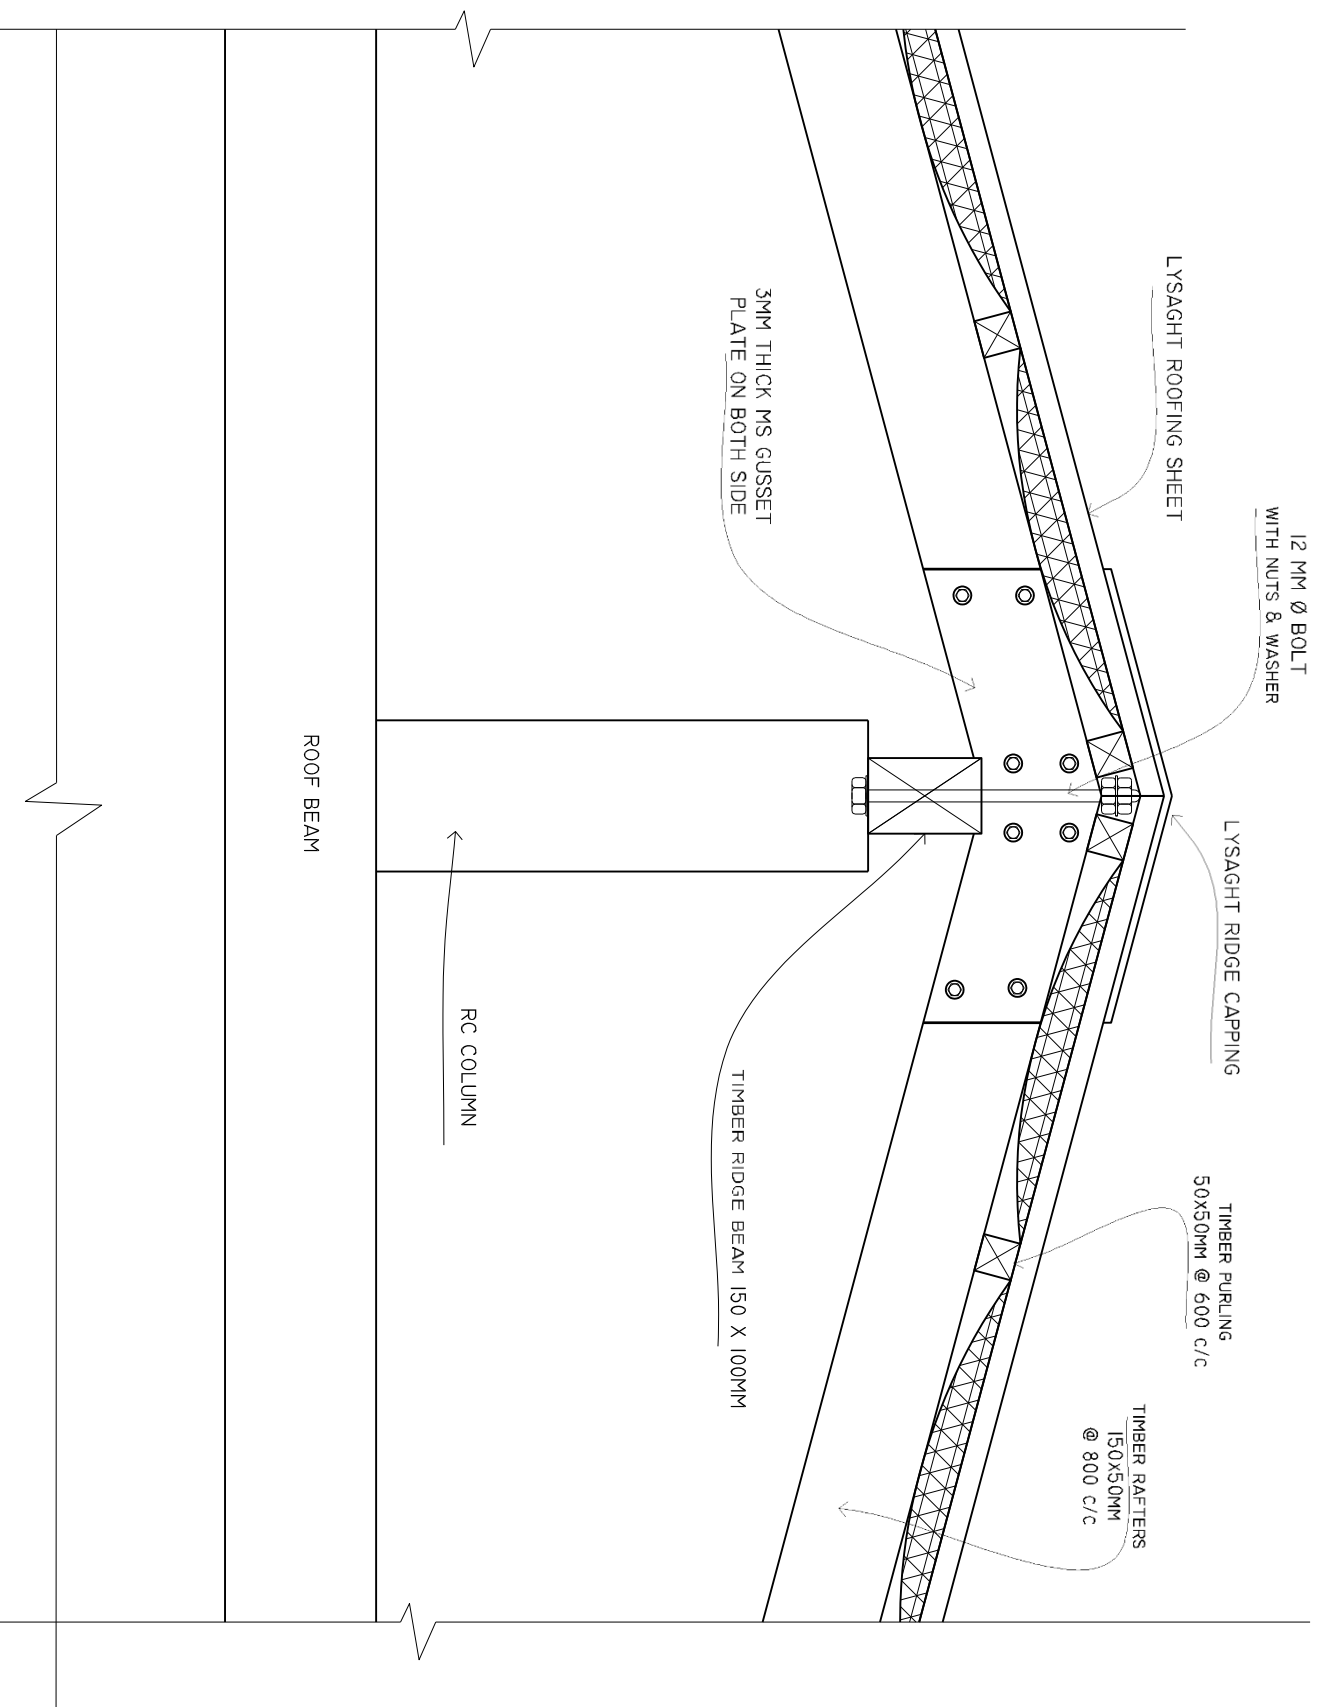 12 MM Ø BOLT
WITH NUTS & WASHER
LYSAGHT ROOFING SHEET
LYSAGHT RIDGE CAPPING
TIMBER PURLING
50X50MM @ 600 C/C
TIMBER RAFTERS
150X50MM
@ 800 C/C
3MM THICK MS GUSSET
PLATE ON BOTH SIDE
TIMBER RIDGE BEAM 150 X 100MM
RC COLUMN
ROOF BEAM